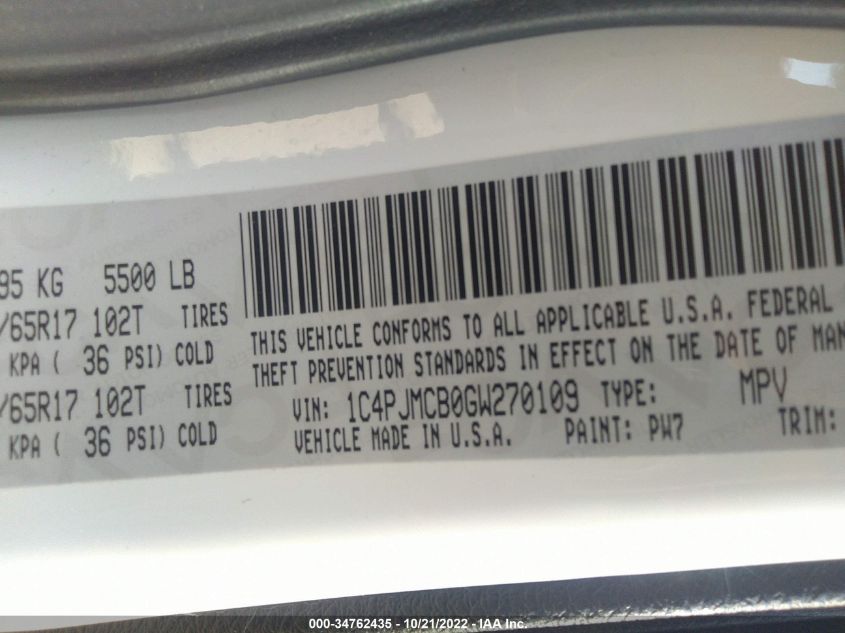 95 KG 5500 LB
/65R17 102T TIRES
KPA ( 36 PSI) COLD
/65R17 102T TIRES
KPA ( 36 PSI) COLD
THIS VEHICLE CONFORMS TO ALL APPLICABLE U.S.A. FEDERAL
THEFT PREVENTION STANDARDS IN EFFECT ON THE DATE OF MAN
VIN: 1C4PJMCB0GW270109 TYPE: MPV
VEHICLE MADE IN U.S.A. PAINT: PW7 TRIM:
000-34762435 - 10/21/2022 - IAA Inc.